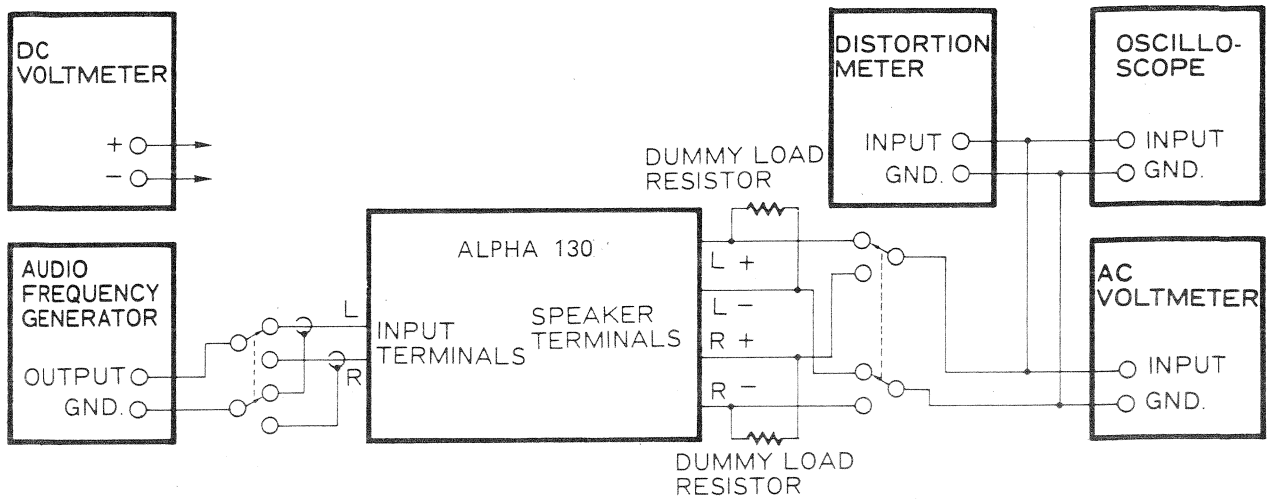 DC
VOLTMETER
+
−
AUDIO
FREQUENCY
GENERATOR
OUTPUT
GND.
L
R
ALPHA 130
INPUT
TERMINALS
SPEAKER
TERMINALS
L +
L −
R +
R −
DUMMY LOAD
RESISTOR
DUMMY LOAD
RESISTOR
DISTORTION
METER
INPUT
GND.
OSCILLO-
SCOPE
INPUT
GND.
AC
VOLTMETER
INPUT
GND.